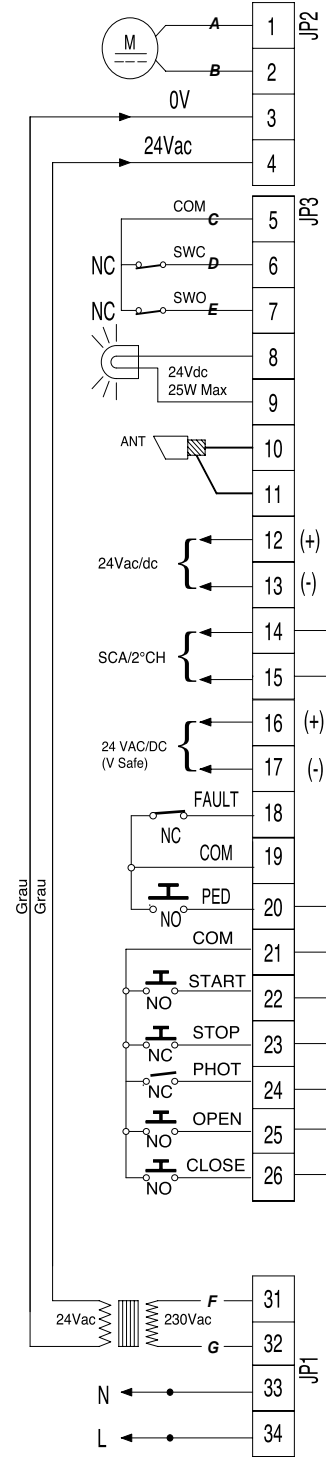 A 1 JP2
M
B 2
0V 3
24Vac 4
COM C 5 JP3
NC SWC D 6
NC SWO E 7
8
24Vdc
25W Max 9
ANT 10
11
12 (+)
24Vac/dc
13 (-)
14
SCA/2°CH
15
16 (+)
24 VAC/DC
(V Safe)
17 (-)
FAULT 18
NC
COM 19
PED 20
NO
COM 21
START 22
NO
STOP 23
NC
PHOT 24
NC
OPEN 25
NO
CLOSE 26
NO
Grau
Grau
F 31
24Vac 230Vac
G 32
JP1
N 33
L 34